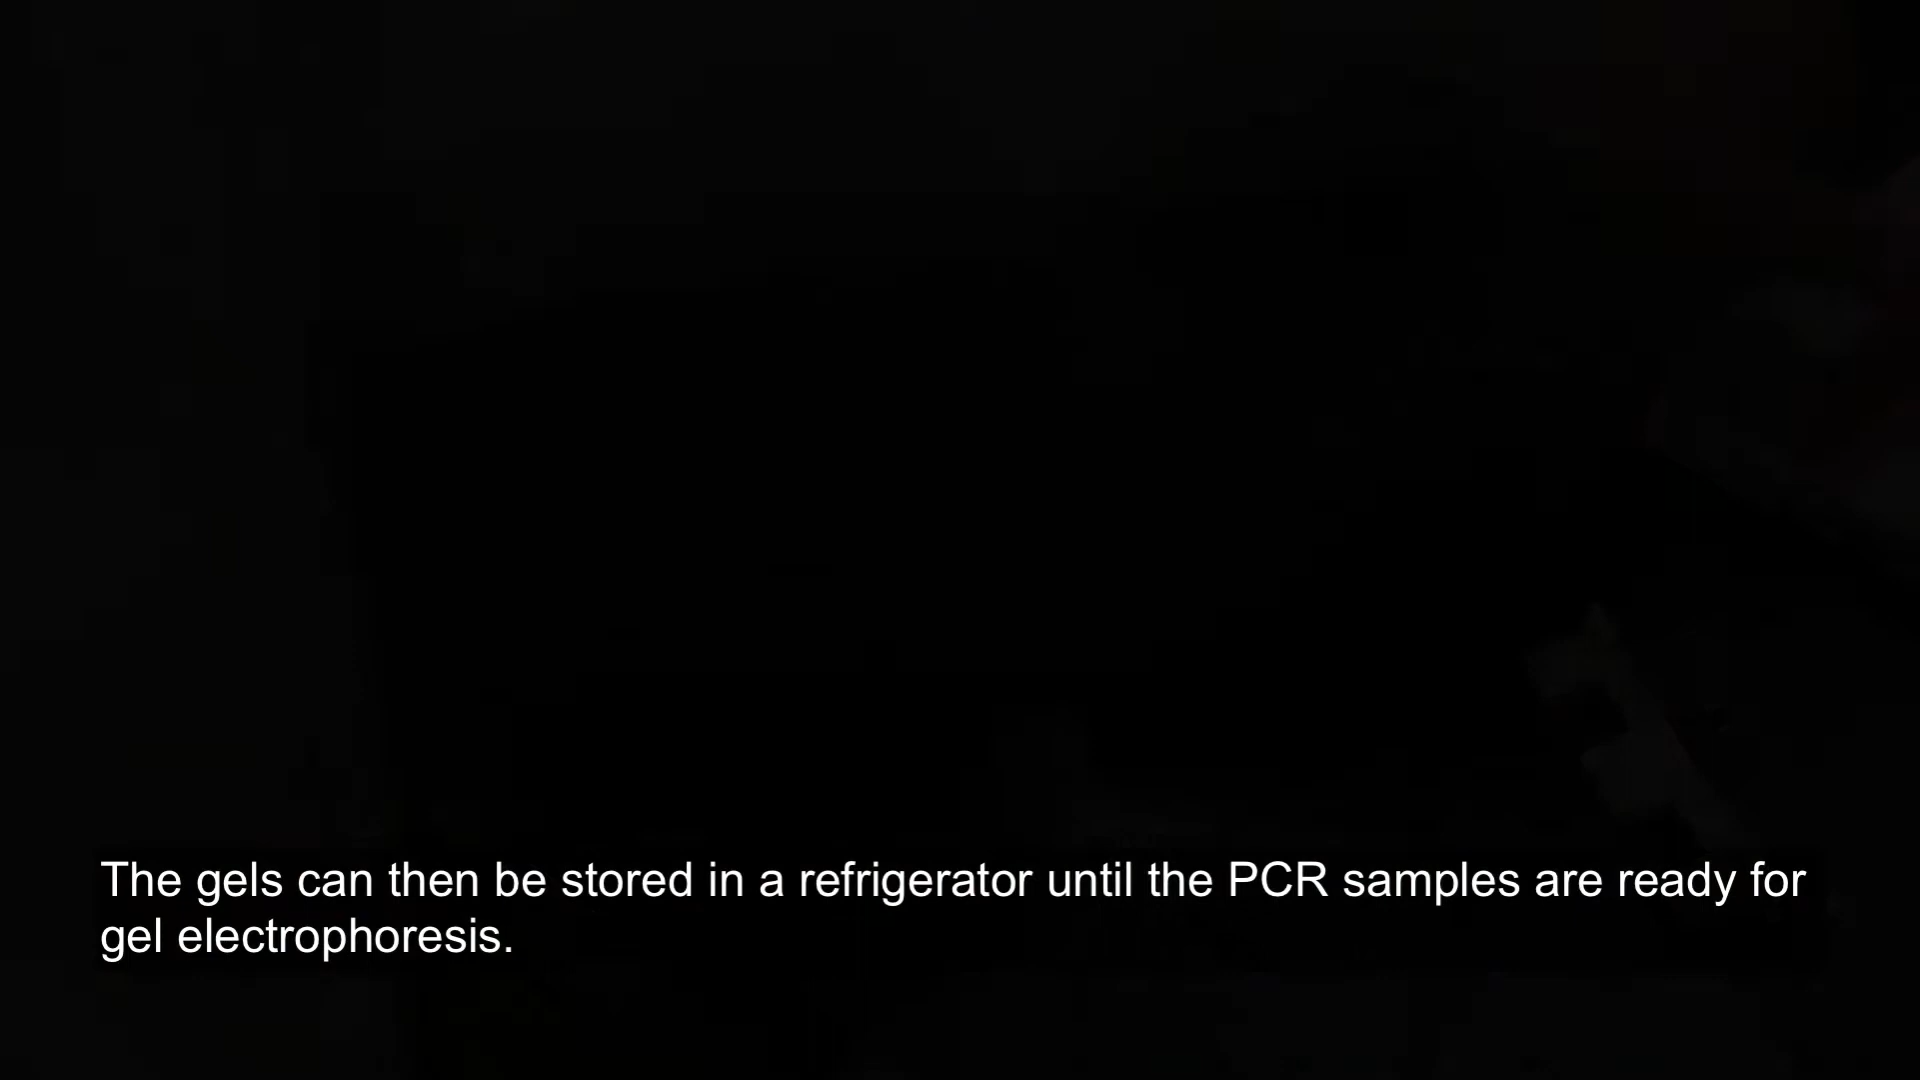 The gels can then be stored in a refrigerator until the PCR samples are ready for
gel electrophoresis.